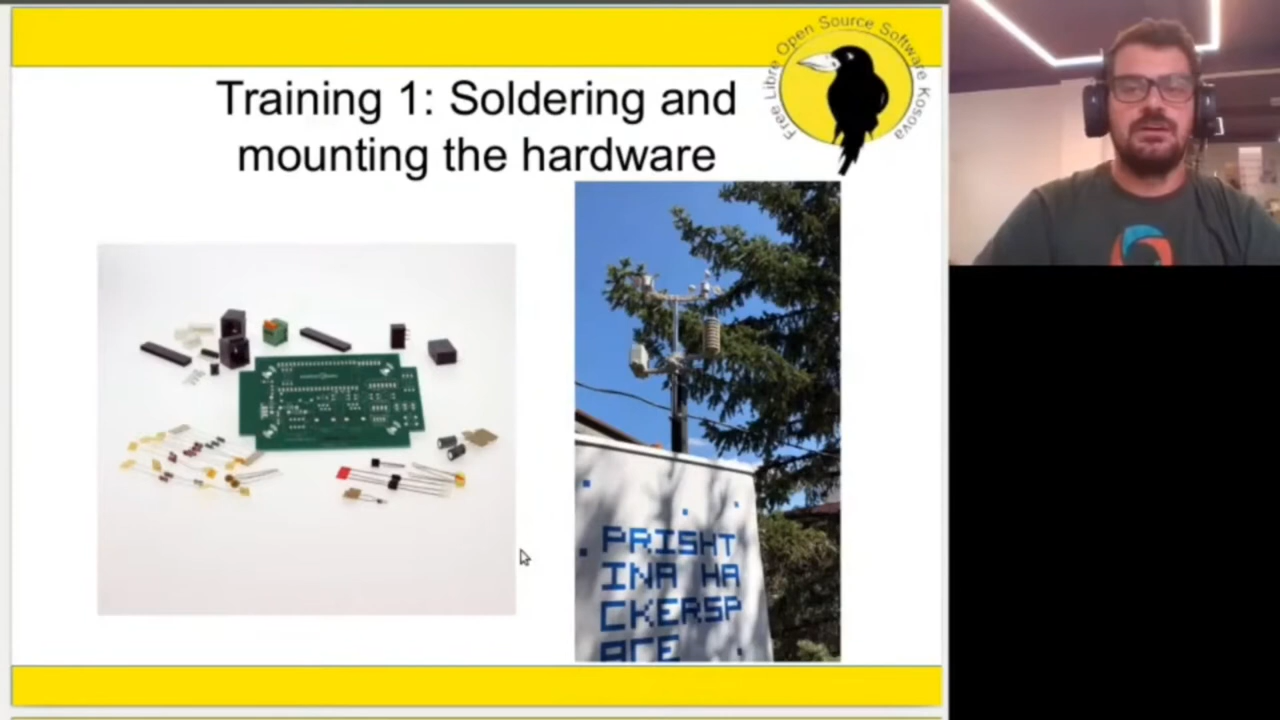 Training 1: Soldering and
mounting the hardware
Free Libre Open Source Software Kosova
PRISHT
INA HA
CKERSP
ACE